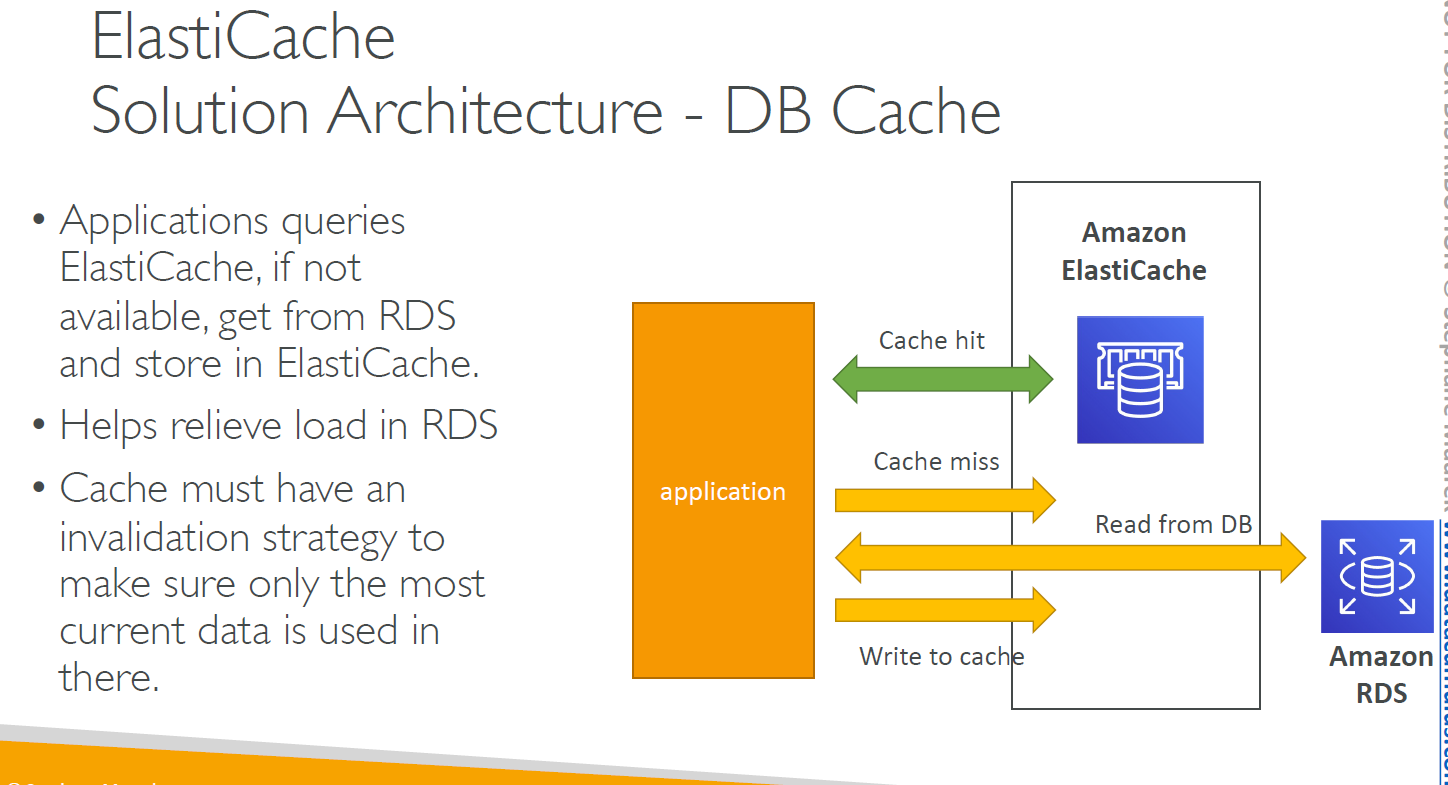 ElastiCache
Solution Architecture - DB Cache
• Applications queries
ElastiCache, if not
available, get from RDS
and store in ElastiCache.
• Helps relieve load in RDS
• Cache must have an
invalidation strategy to
make sure only the most
current data is used in
there.
Amazon
ElastiCache
Cache hit
Cache miss
application
Read from DB
Write to cache
Amazon
RDS